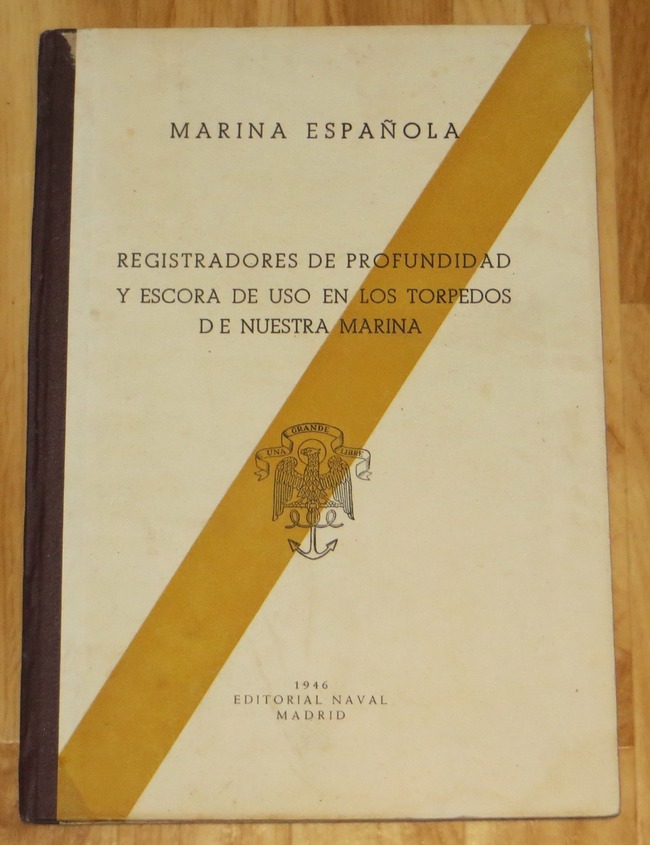 MARINA ESPAÑOLA
REGISTRADORES DE PROFUNDIDAD
Y ESCORA DE USO EN LOS TORPEDOS
DE NUESTRA MARINA
UNA GRANDE LIBRE
1946
EDITORIAL NAVAL
MADRID